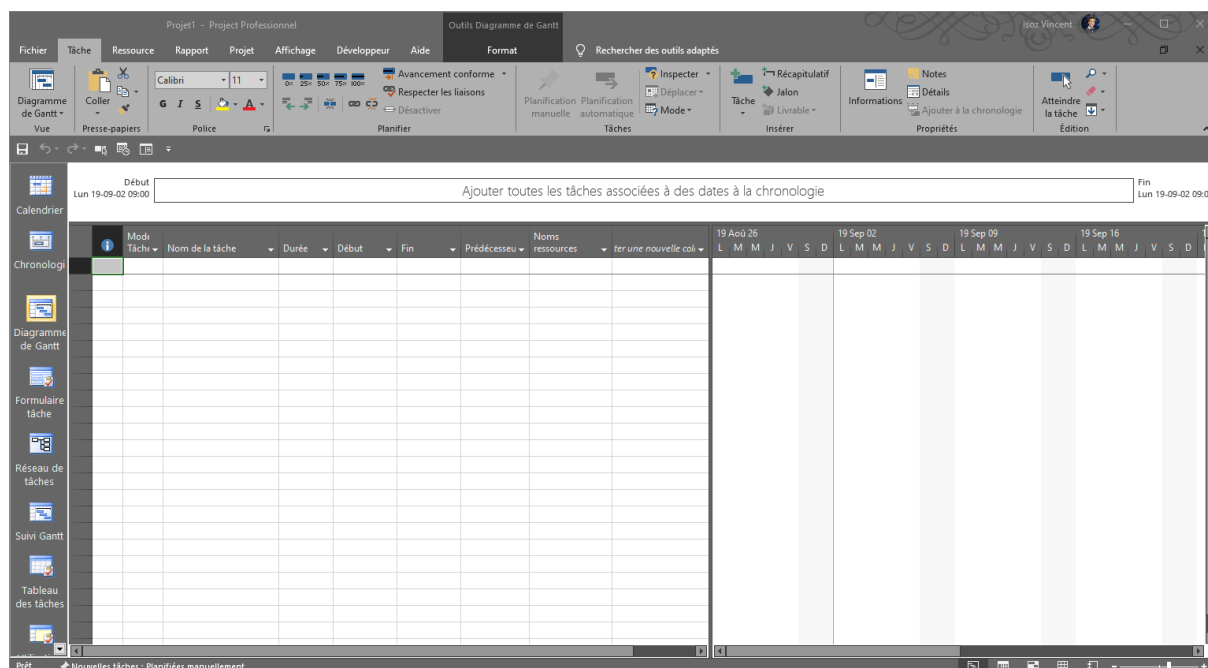 Projet1 - Project Professionnel
Outils Diagramme de Gantt
Isoz Vincent
Fichier Tâche Ressource Rapport Projet Affichage Développeur Aide Format Rechercher des outils adaptés
Diagramme de Gantt
Coller
Calibri 11
G I S A
0× 25× 50× 75× 100×
Avancement conforme
Respecter les liaisons
Désactiver
Planification manuelle
Planification automatique
Inspecter
Déplacer
Mode
Tâche
Récapitulatif
Jalon
Livrable
Informations
Notes
Détails
Ajouter à la chronologie
Atteindre la tâche
Vue Presse-papiers Police Planifier Tâches Insérer Propriétés Édition
Calendrier
Chronologi
Diagramme
de Gantt
Formulaire
tâche
Réseau de
tâches
Suivi Gantt
Tableau
des tâches
Début
Lun 19-09-02 09:00
Ajouter toutes les tâches associées à des dates à la chronologie
Fin
Lun 19-09-02 09:0
Mode
Tâche
Nom de la tâche Durée Début Fin Prédécesseu
Noms
ressources
ter une nouvelle col
19 Aoû 26 19 Sep 02 19 Sep 09 19 Sep 16
L M M J V S D L M M J V S D L M M J V S D L M M J V S D
Prêt Nouvelles tâches : Planifiées manuellement